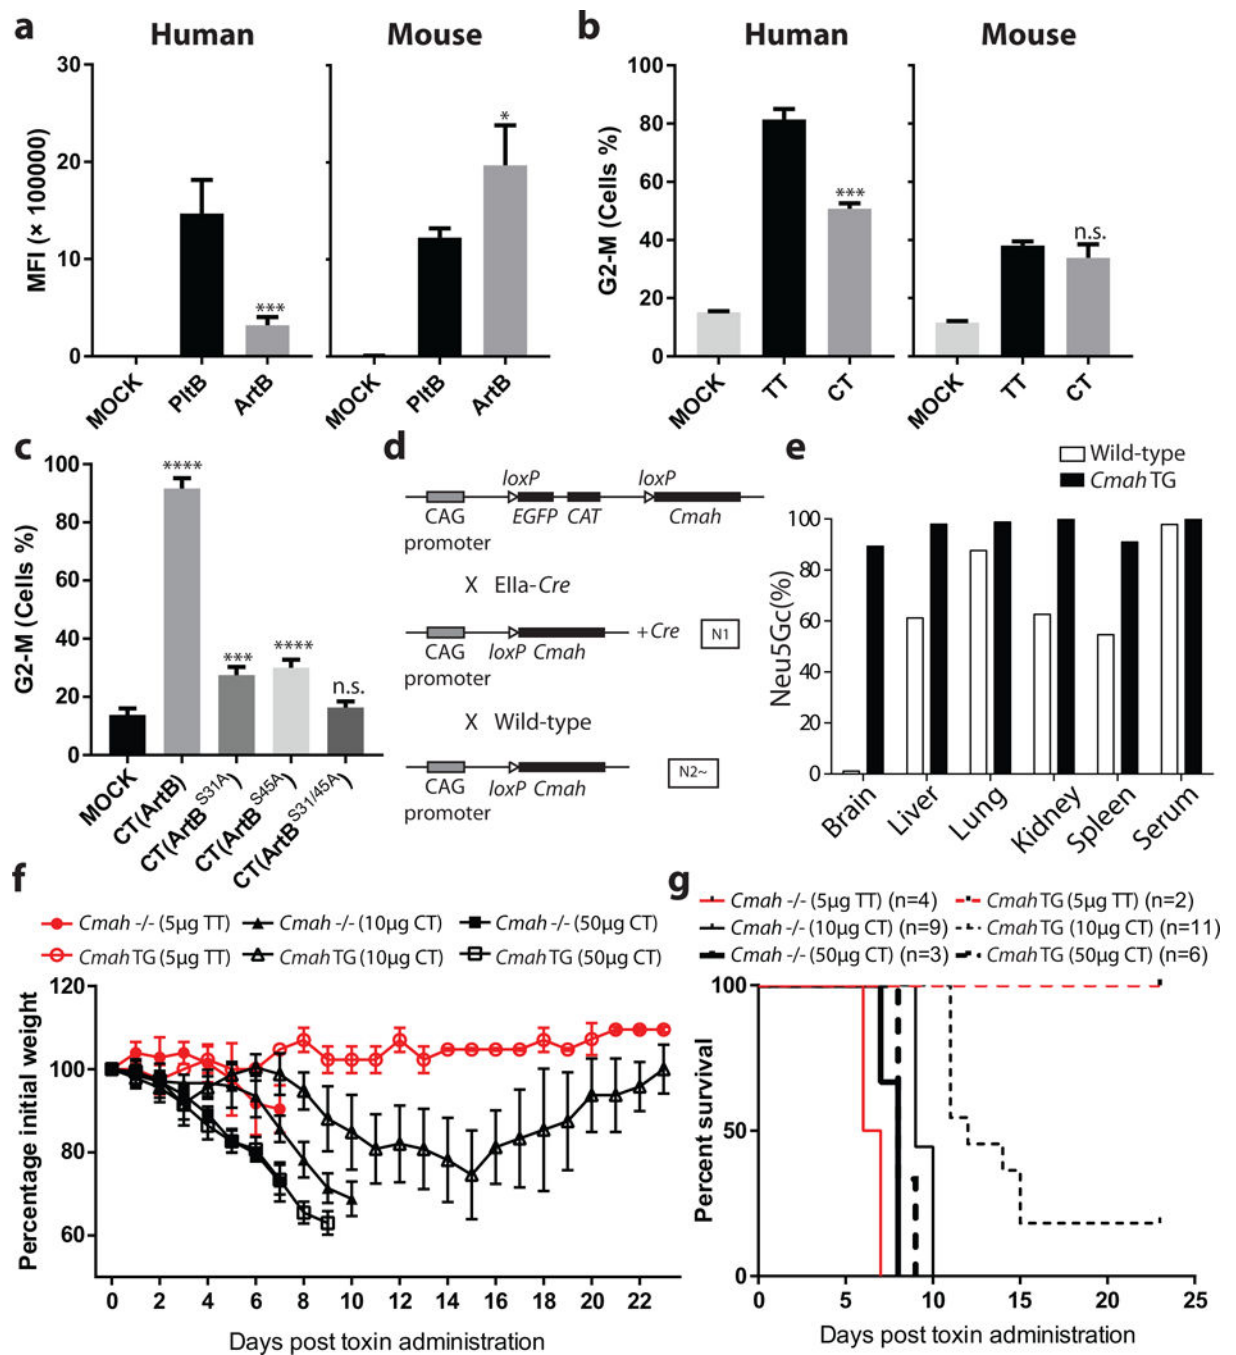 a
Human
Mouse
MFI (× 100000)
30
20
10
0
***
*
MOCK
PltB
ArtB
MOCK
PltB
ArtB
b
Human
Mouse
G2-M (Cells %)
100
80
60
40
20
0
***
n.s.
MOCK
TT
CT
MOCK
TT
CT
c
G2-M (Cells %)
100
80
60
40
20
0
****
***
****
n.s.
MOCK
CT(ArtB)
CT(ArtB S31A)
CT(ArtB S45A)
CT(ArtB S31/45A)
d
loxP loxP
CAG EGFP CAT Cmah
promoter
X Ella-Cre
+Cre N1
CAG loxP Cmah
promoter
X Wild-type
N2~
CAG loxP Cmah
promoter
e
Wild-type
Cmah TG
Neu5Gc(%)
100
80
60
40
20
0
Brain
Liver
Lung
Kidney
Spleen
Serum
f
Cmah -/- (5µg TT) Cmah -/- (10µg CT) Cmah -/- (50µg CT)
Cmah TG (5µg TT) Cmah TG (10µg CT) Cmah TG (50µg CT)
Percentage initial weight
120
100
80
60
0 2 4 6 8 10 12 14 16 18 20 22
Days post toxin administration
g
Cmah -/- (5µg TT) (n=4) Cmah TG (5µg TT) (n=2)
Cmah -/- (10µg CT) (n=9) Cmah TG (10µg CT) (n=11)
Cmah -/- (50µg CT) (n=3) Cmah TG (50µg CT) (n=6)
Percent survival
100
50
0
0 5 10 15 20 25
Days post toxin administration